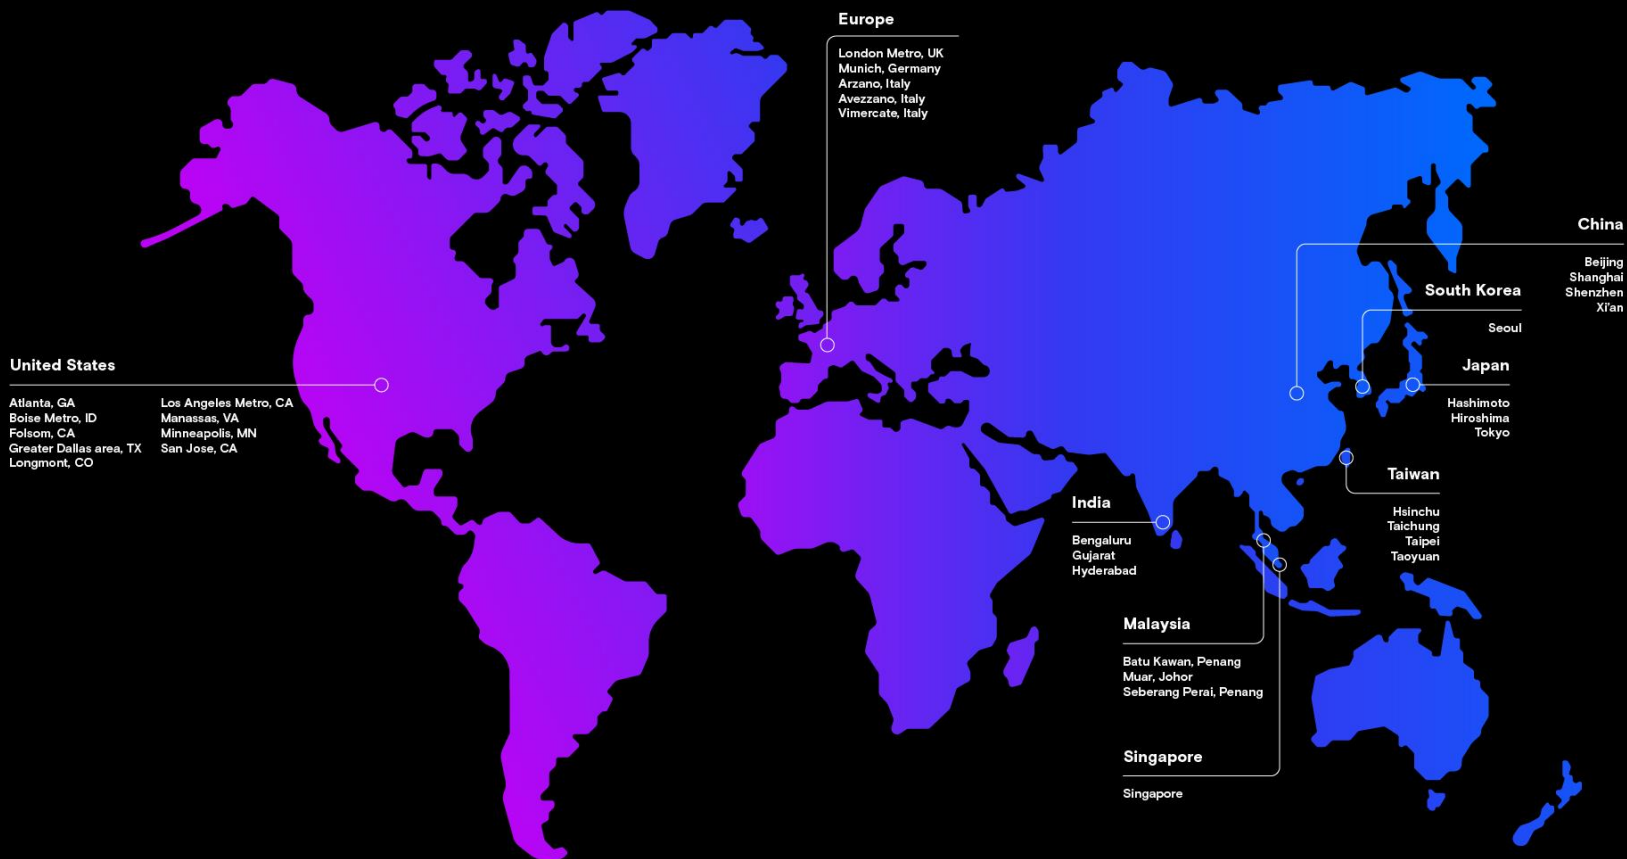 Europe
London Metro, UK
Munich, Germany
Arzano, Italy
Avezzano, Italy
Vimercate, Italy
China
Beijing
Shanghai
Shenzhen
Xi'an
South Korea
Seoul
United States
Atlanta, GA
Boise Metro, ID
Folsom, CA
Greater Dallas area, TX
Longmont, CO
Los Angeles Metro, CA
Manassas, VA
Minneapolis, MN
San Jose, CA
Japan
Hashimoto
Hiroshima
Tokyo
Taiwan
Hsinchu
Taichung
Taipei
Taoyuan
India
Bengaluru
Gujarat
Hyderabad
Malaysia
Batu Kawan, Penang
Muar, Johor
Seberang Perai, Penang
Singapore
Singapore